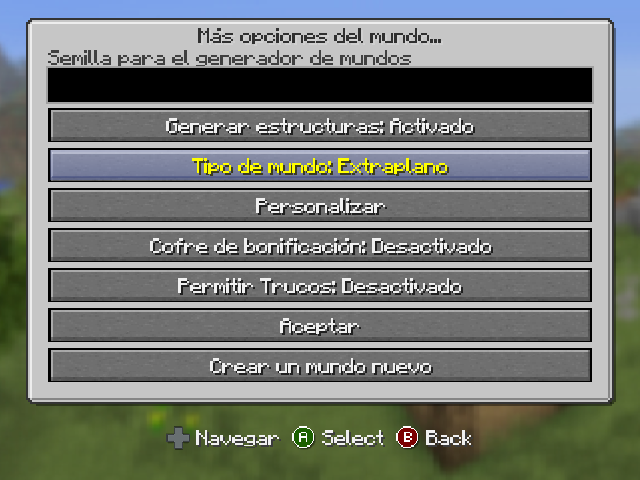 Más opciones del mundo...
Semilla para el generador de mundos
Generar estructuras: Activado
Tipo de mundo: Extraplano
Personalizar
Cofre de bonificación: Desactivado
Permitir Trucos: Desactivado
Aceptar
Crear un mundo nuevo
Navegar A Select B Back